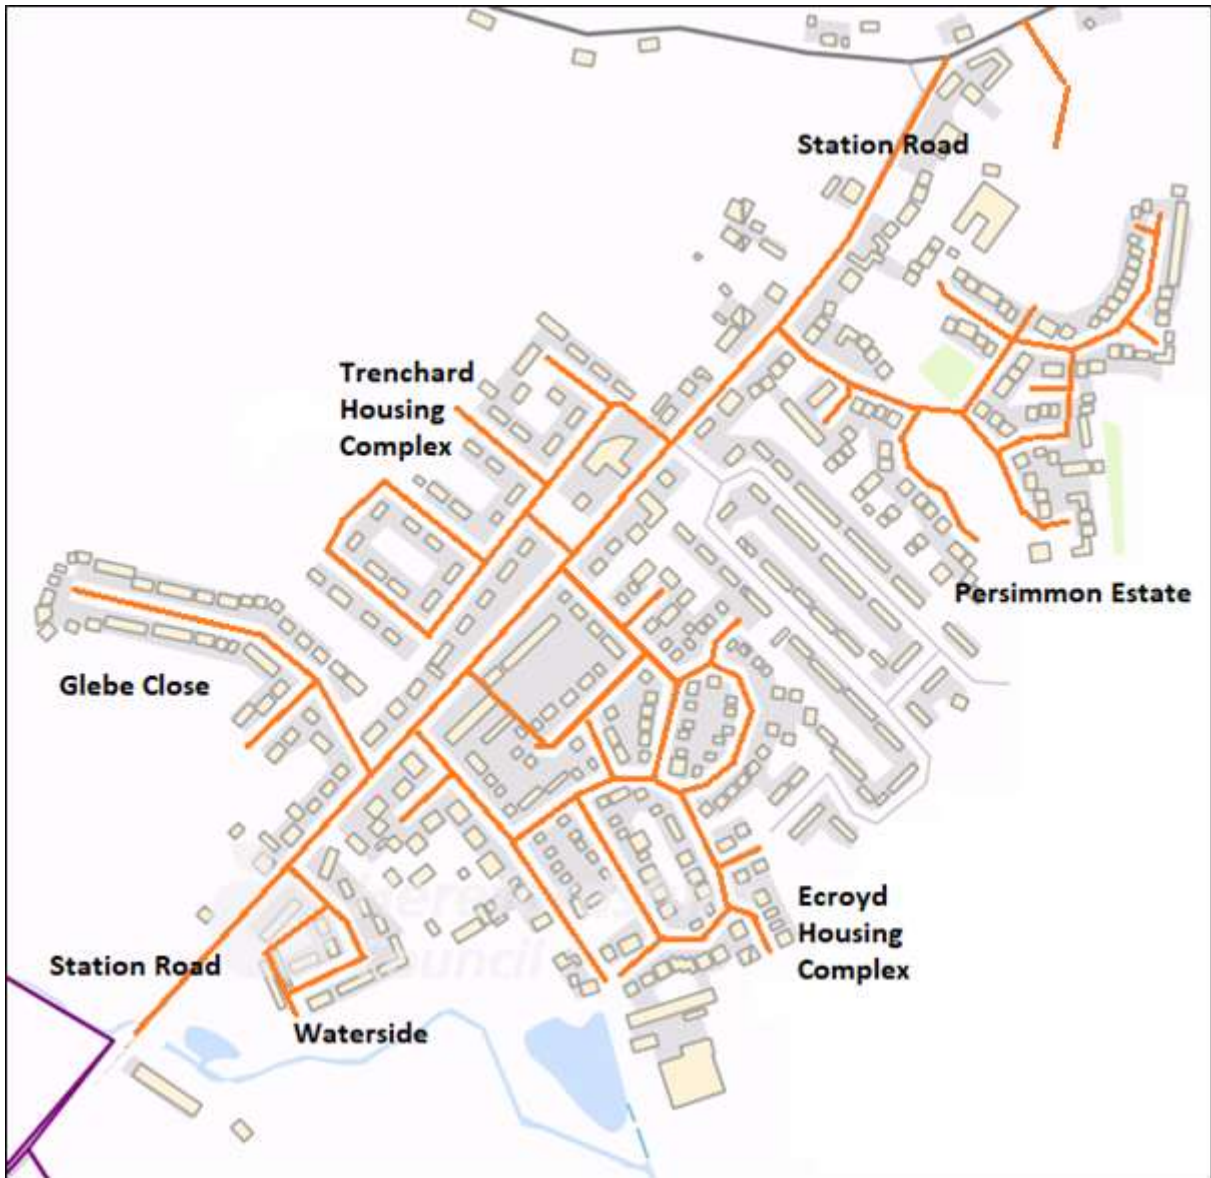 Station Road
Trenchard
Housing
Complex
Persimmon Estate
Glebe Close
Ecroyd
Housing
Complex
Station Road
Waterside